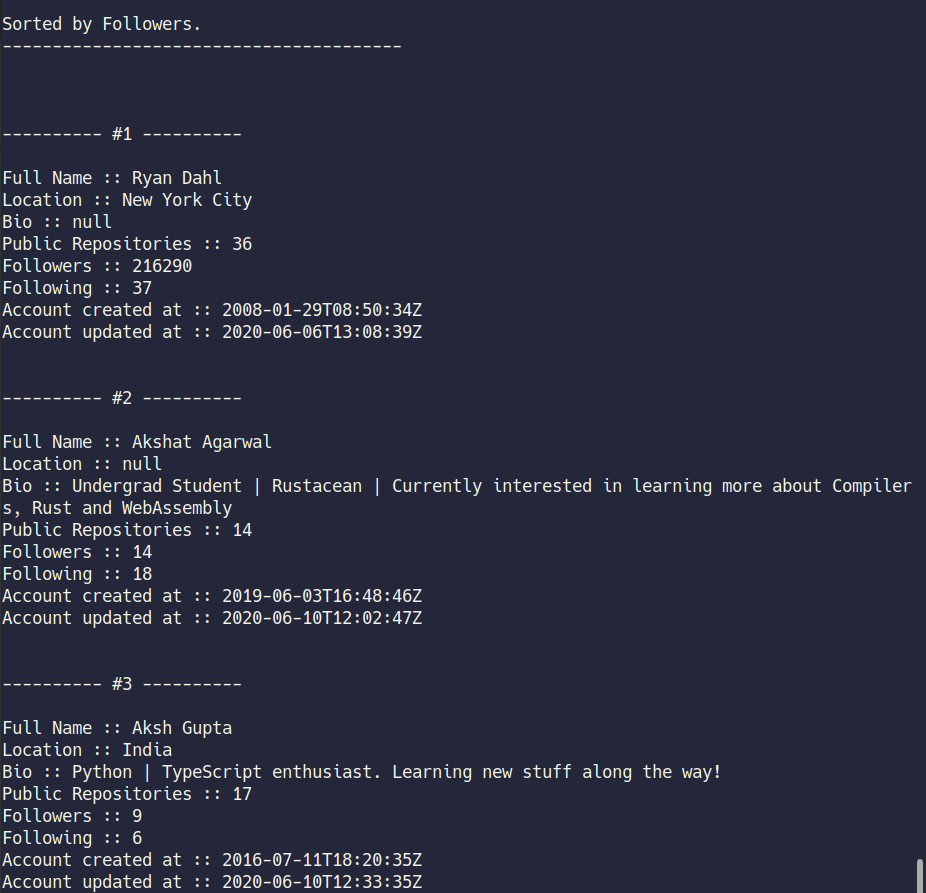 Sorted by Followers.
----------------------------------------
---------- #1 ----------
Full Name :: Ryan Dahl
Location :: New York City
Bio :: null
Public Repositories :: 36
Followers :: 216290
Following :: 37
Account created at :: 2008-01-29T08:50:34Z
Account updated at :: 2020-06-06T13:08:39Z
---------- #2 ----------
Full Name :: Akshat Agarwal
Location :: null
Bio :: Undergrad Student | Rustacean | Currently interested in learning more about Compiler
s, Rust and WebAssembly
Public Repositories :: 14
Followers :: 14
Following :: 18
Account created at :: 2019-06-03T16:48:46Z
Account updated at :: 2020-06-10T12:02:47Z
---------- #3 ----------
Full Name :: Aksh Gupta
Location :: India
Bio :: Python | TypeScript enthusiast. Learning new stuff along the way!
Public Repositories :: 17
Followers :: 9
Following :: 6
Account created at :: 2016-07-11T18:20:35Z
Account updated at :: 2020-06-10T12:33:35Z